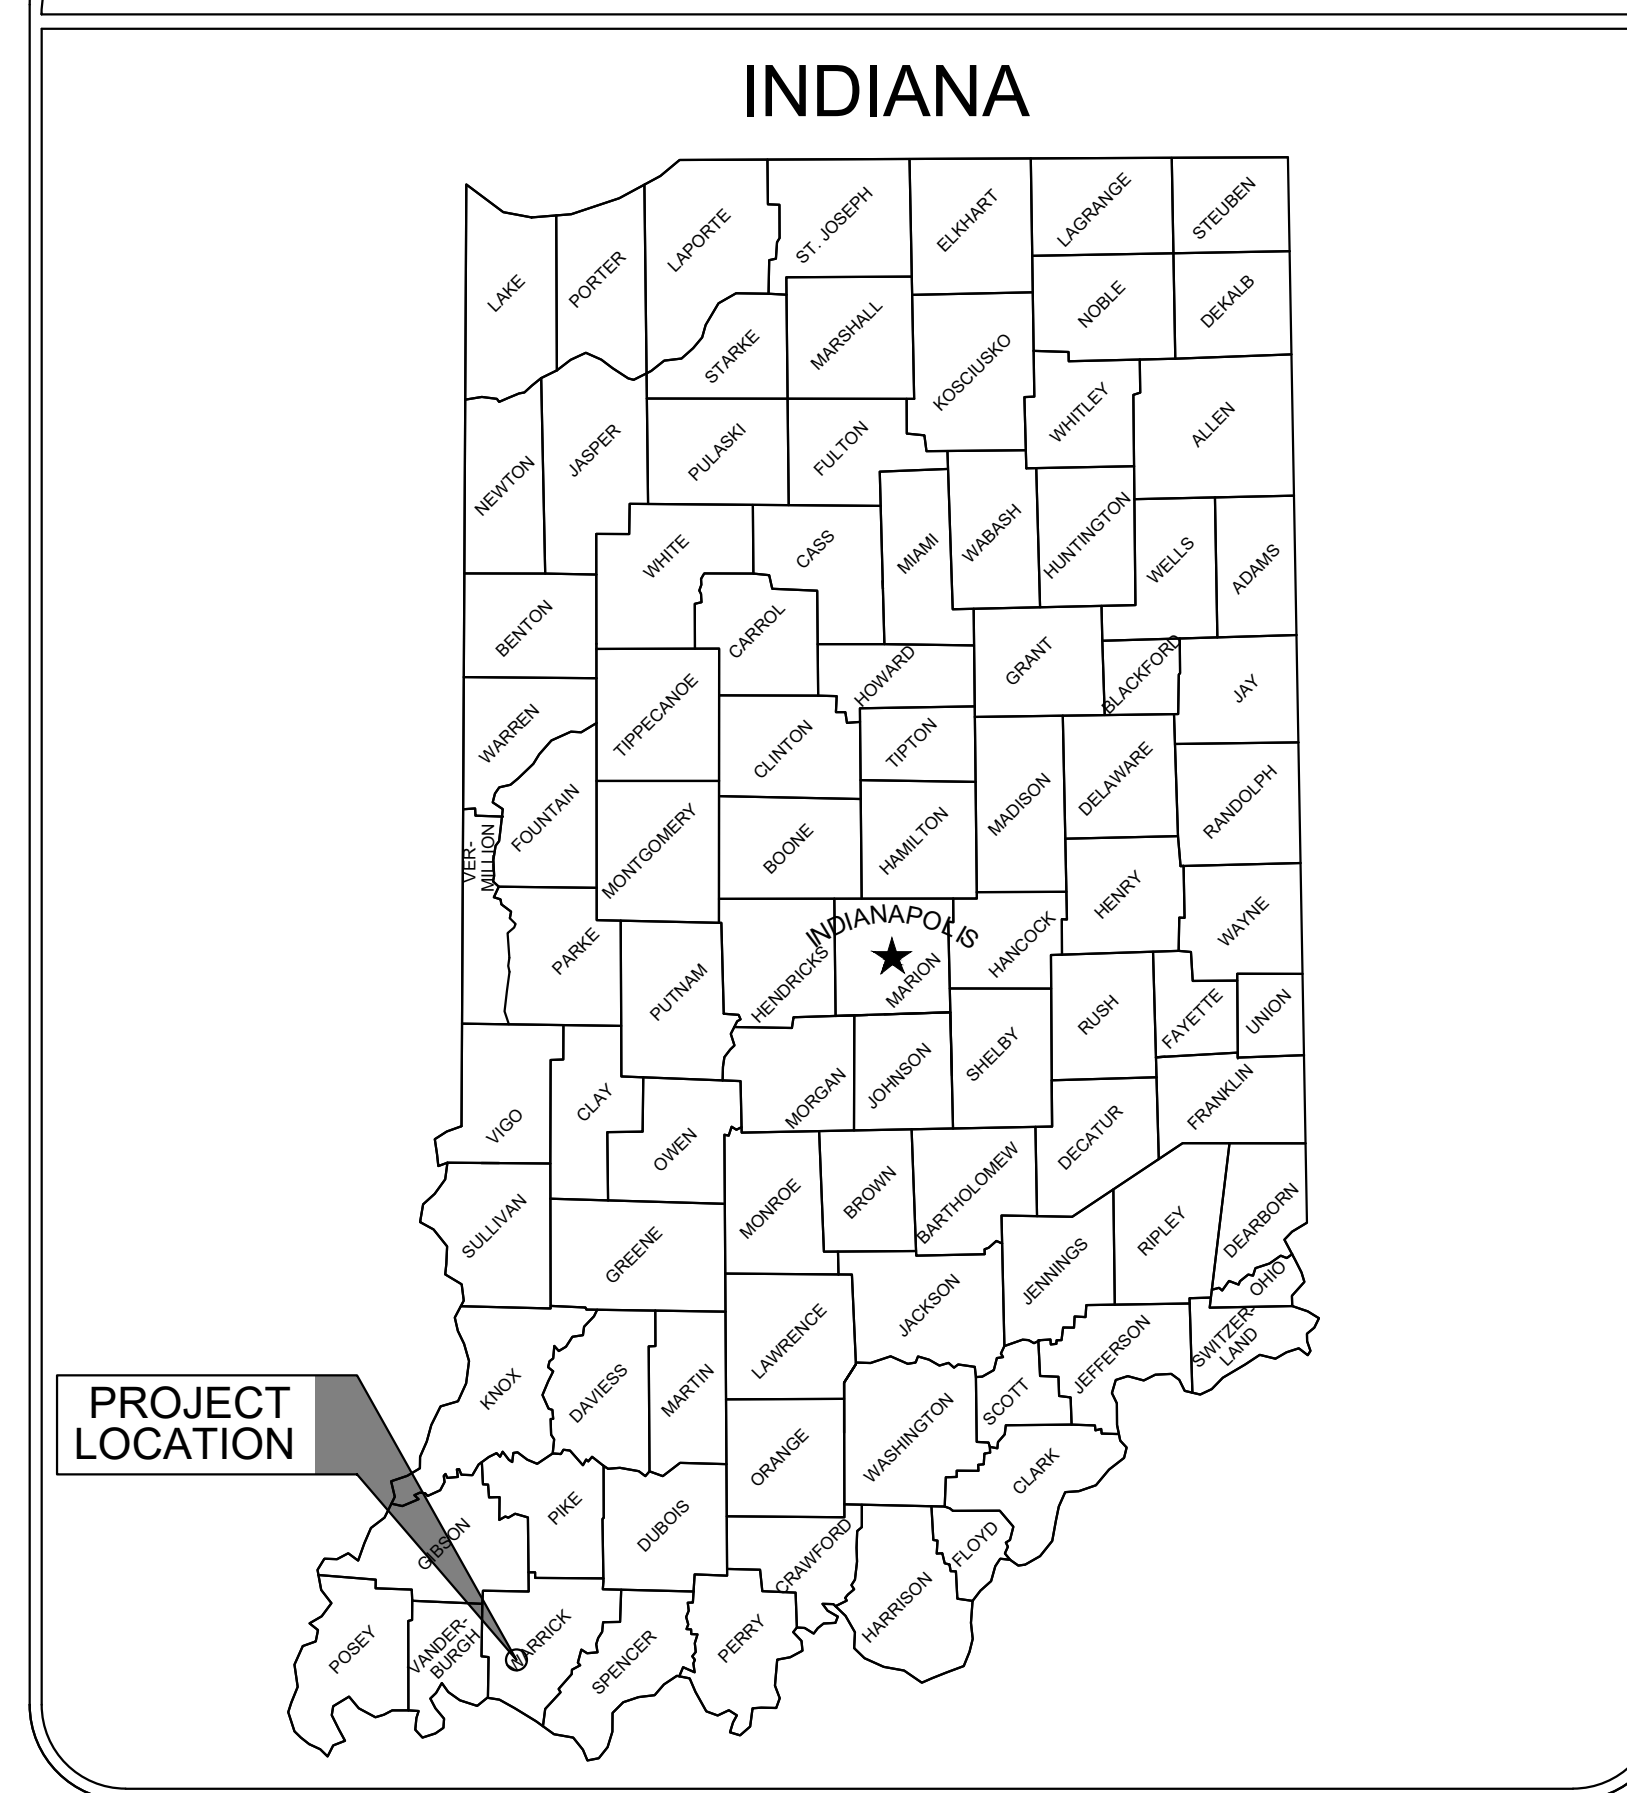 INDIANA
LAKE
PORTER
LAPORTE
ST. JOSEPH
ELKHART
LAGRANGE
STEUBEN
NOBLE
DEKALB
STARKE
MARSHALL
KOSCIUSKO
WHITLEY
ALLEN
NEWTON
JASPER
PULASKI
FULTON
WHITE
CASS
MIAMI
WABASH
HUNTINGTON
WELLS
ADAMS
BENTON
CARROL
HOWARD
GRANT
BLACKFORD
JAY
WARREN
TIPPECANOE
CLINTON
TIPTON
MADISON
DELAWARE
RANDOLPH
VER-
MILLION
FOUNTAIN
MONTGOMERY
BOONE
HAMILTON
HENRY
WAYNE
PARKE
PUTNAM
HENDRICKS
INDIANAPOLIS
MARION
HANCOCK
RUSH
FAYETTE
UNION
VIGO
CLAY
OWEN
MORGAN
JOHNSON
SHELBY
DECATUR
FRANKLIN
SULLIVAN
GREENE
MONROE
BROWN
BARTHOLOMEW
JENNINGS
RIPLEY
DEARBORN
OHIO
SWITZER-
LAND
KNOX
DAVIESS
MARTIN
LAWRENCE
JACKSON
SCOTT
JEFFERSON
PROJECT
LOCATION
ORANGE
WASHINGTON
CLARK
GIBSON
PIKE
DUBOIS
CRAWFORD
HARRISON
FLOYD
POSEY
VANDER-
BURGH
WARRICK
SPENCER
PERRY